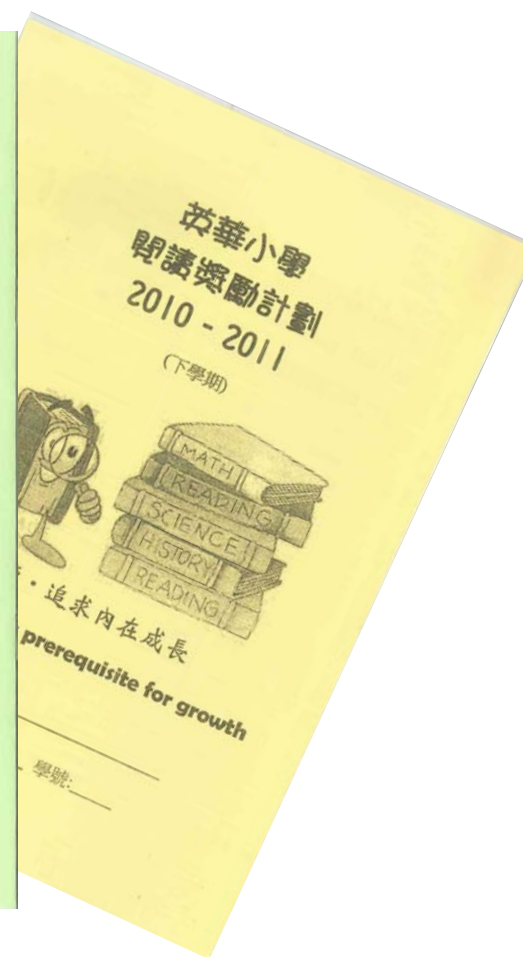 英華小學
閱讀獎勵計劃
2010 - 2011
(下學期)
MATH
READING
SCIENCE
HISTORY
READING
・追求內在成長
prerequisite for growth
學號: